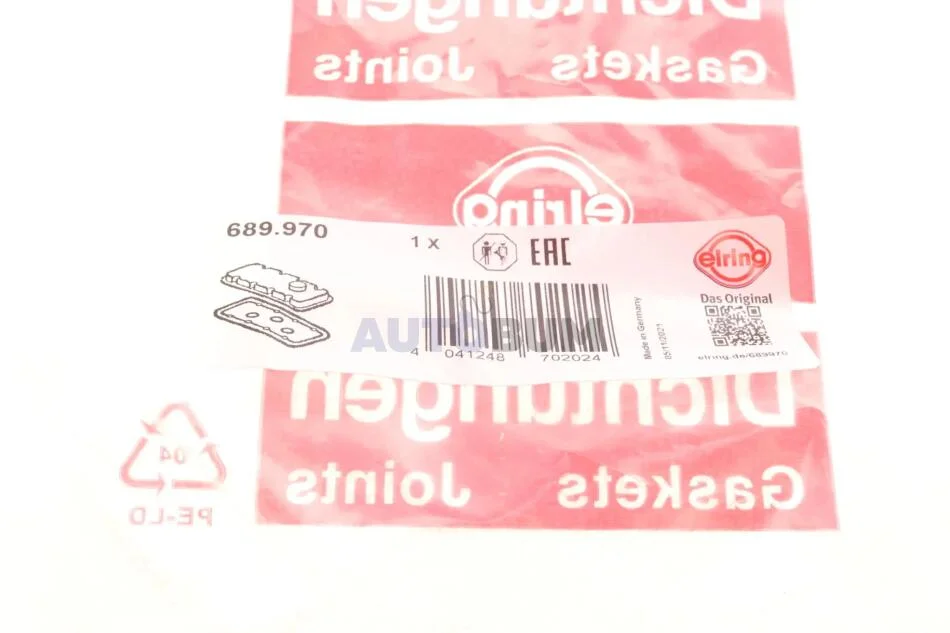 Dichtungen
Gaskets Joints
elring
689.970
1 x
EAC
elring
Das Original
Made in Germany
05/11/2021
elring.de/689970
4 041248 702024
AUTOBUM
Dichtungen
Gaskets Joints
04
PE-LD